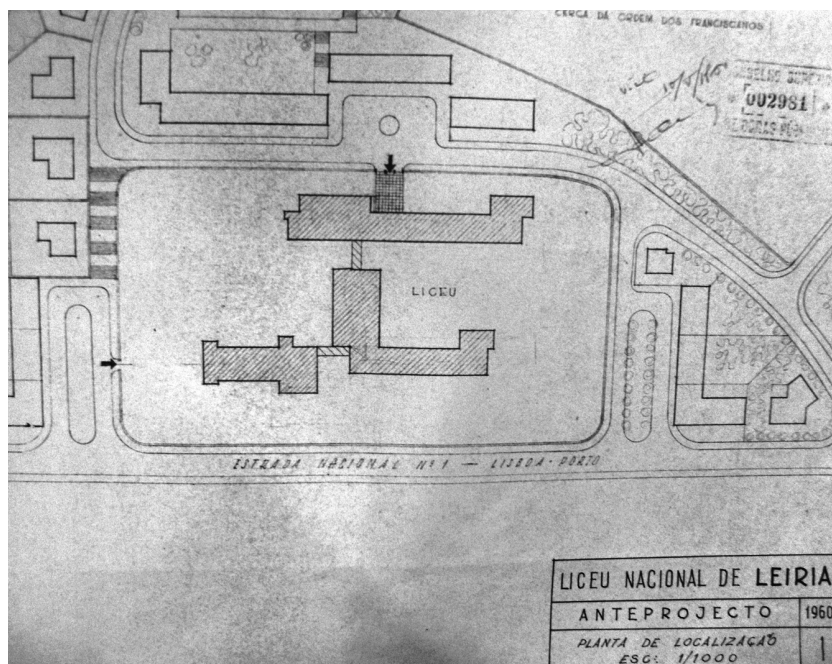 CERCA DA ORDEM DOS FRANCISCANOS
002981
LICEU
ESTRADA NACIONAL Nº 1 — LISBOA-PORTO
LICEU NACIONAL DE LEIRIA
ANTEPROJECTO 1960
PLANTA DE LOCALIZAÇÃO 1
ESC: 1/1000